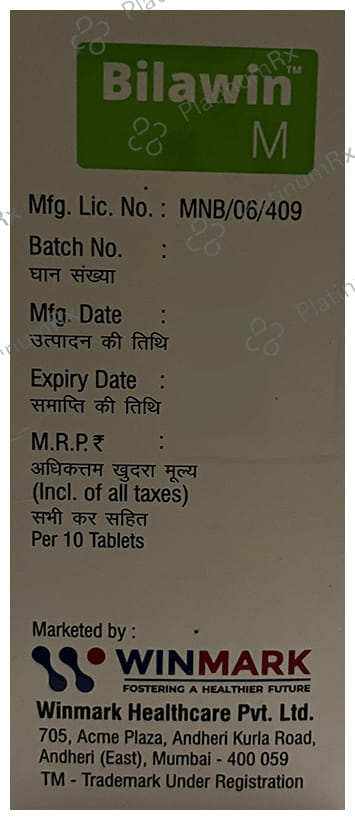 Bilawin™
M
Mfg. Lic. No. : MNB/06/409
Batch No. :
घान संख्या
Mfg. Date :
उत्पादन की तिथि
Expiry Date :
समाप्ति की तिथि
M.R.P. ₹ :
अधिकत्तम खुदरा मूल्य
(Incl. of all taxes)
सभी कर सहित
Per 10 Tablets
Marketed by :
WINMARK
FOSTERING A HEALTHIER FUTURE
Winmark Healthcare Pvt. Ltd.
705, Acme Plaza, Andheri Kurla Road,
Andheri (East), Mumbai - 400 059
TM - Trademark Under Registration
PlatinumRx